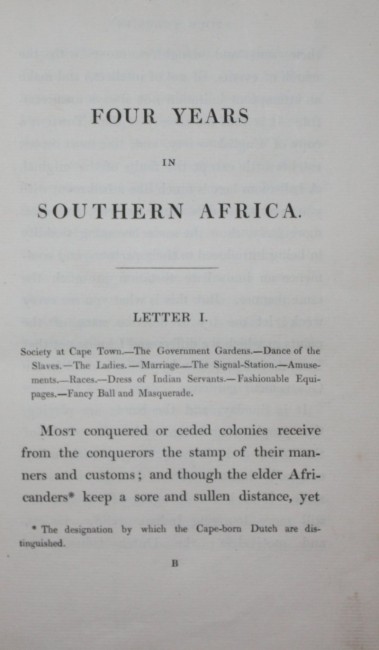 FOUR YEARS
IN
SOUTHERN AFRICA.
LETTER I.
Society at Cape Town.—The Government Gardens.—Dance of the
Slaves.—The Ladies.—Marriage.—The Signal-Station.—Amuse-
ments.—Races.—Dress of Indian Servants.—Fashionable Equi-
pages.—Fancy Ball and Masquerade.
MOST conquered or ceded colonies receive
from the conquerors the stamp of their man-
ners and customs; and though the elder Afri-
canders* keep a sore and sullen distance, yet
* The designation by which the Cape-born Dutch are dis-
tinguished.
B